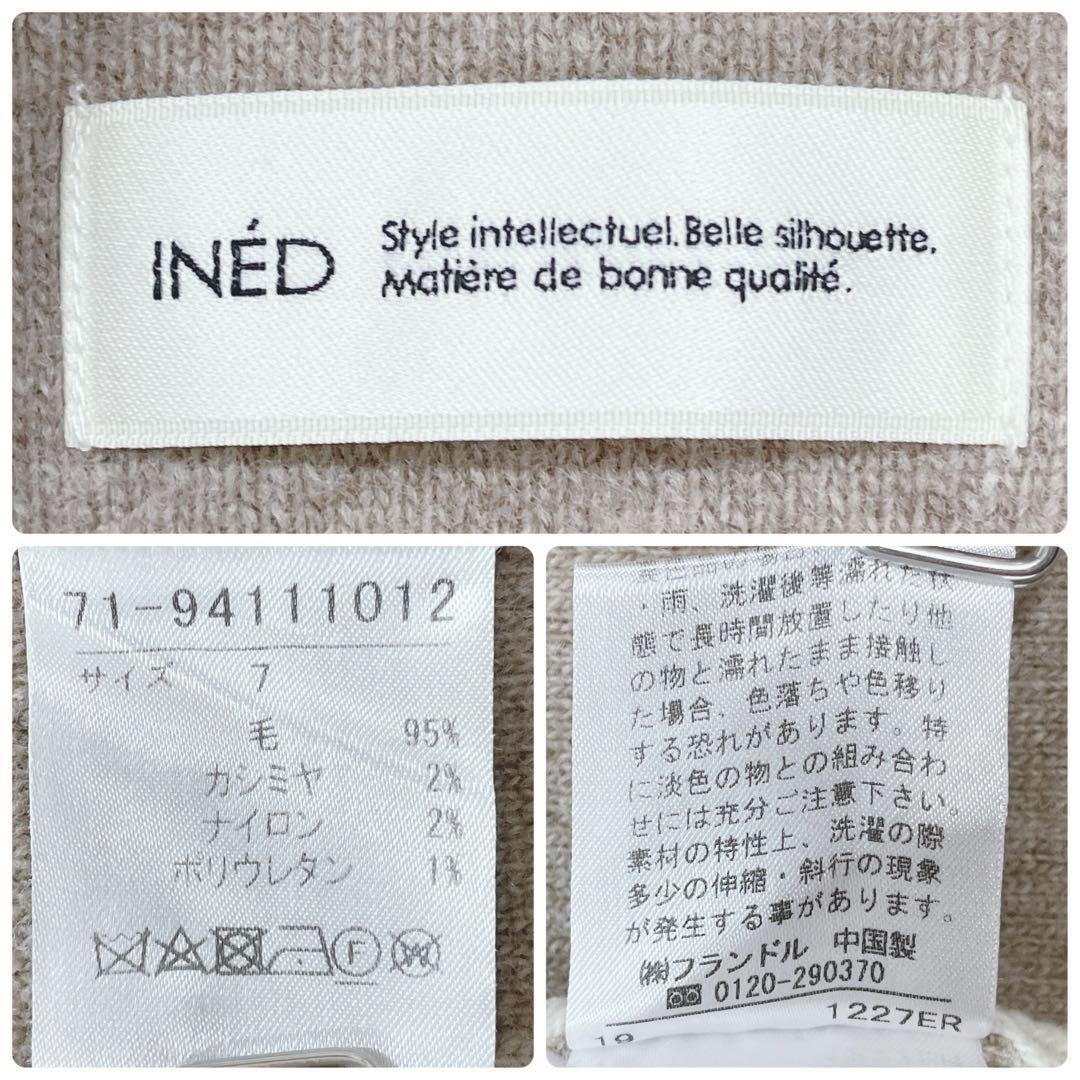 INÉD
Style intellectuel. Belle silhouette.
Matière de bonne qualité.
71-94111012
サイズ 7
毛 95%
カシミヤ 2%
ナイロン 2%
ポリウレタン 1%
F
・雨、洗濯後等濡れた状
態で長時間放置したり他
の物と濡れたまま接触し
た場合、色落ちや色移り
する恐れがあります。特
に淡色の物との組み合わ
せには充分ご注意下さい。
素材の特性上、洗濯の際
多少の伸縮・斜行の現象
が発生する事があります。
㈱フランドル 中国製
0120-290370
19 1227ER